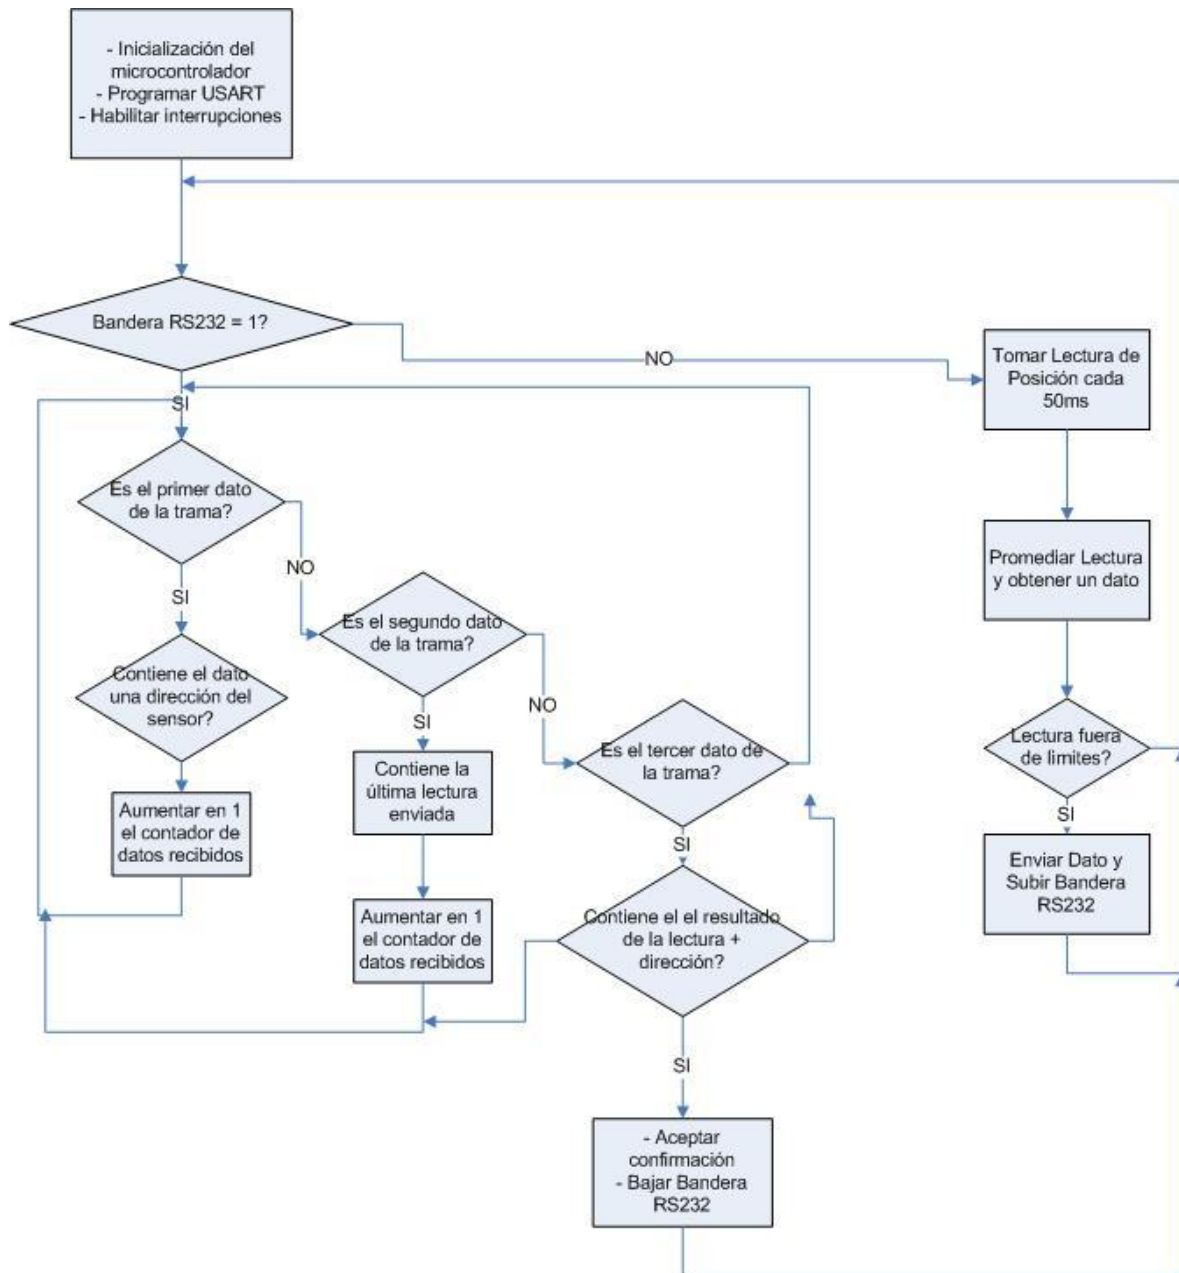 - Inicialización del
microcontrolador
- Programar USART
- Habilitar interrupciones
Bandera RS232 = 1?
NO
Tomar Lectura de
Posición cada
50ms
SI
Es el primer dato
de la trama?
NO
Promediar Lectura
y obtener un dato
SI
Es el segundo dato
de la trama?
Contiene el dato
una dirección del
sensor?
NO
SI
Es el tercer dato de
la trama?
Lectura fuera
de limites?
Contiene la
última lectura
enviada
Aumentar en 1
el contador de
datos recibidos
SI
SI
Enviar Dato y
Subir Bandera
RS232
Aumentar en 1
el contador de
datos recibidos
Contiene el el resultado
de la lectura +
dirección?
SI
- Aceptar
confirmación
- Bajar Bandera
RS232